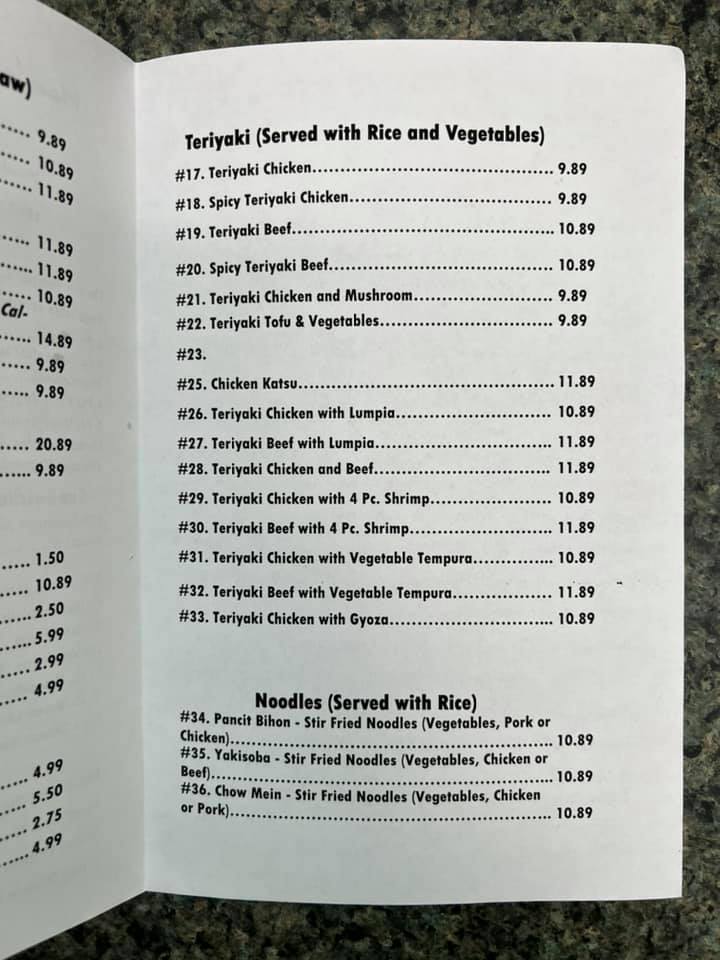 aw)
..... 9.89
..... 10.89
...... 11.89
..... 11.89
...... 11.89
..... 10.89
Cal-
...... 14.89
..... 9.89
..... 9.89
..... 20.89
...... 9.89
..... 1.50
..... 10.89
...... 2.50
..... 5.99
..... 2.99
..... 4.99
..... 4.99
..... 5.50
..... 2.75
...... 4.99
Teriyaki (Served with Rice and Vegetables)
#17. Teriyaki Chicken.................................................. 9.89
#18. Spicy Teriyaki Chicken.......................................... 9.89
#19. Teriyaki Beef...................................................... 10.89
#20. Spicy Teriyaki Beef.............................................. 10.89
#21. Teriyaki Chicken and Mushroom............................. 9.89
#22. Teriyaki Tofu & Vegetables.................................... 9.89
#23.
#25. Chicken Katsu..................................................... 11.89
#26. Teriyaki Chicken with Lumpia................................ 10.89
#27. Teriyaki Beef with Lumpia..................................... 11.89
#28. Teriyaki Chicken and Beef..................................... 11.89
#29. Teriyaki Chicken with 4 Pc. Shrimp......................... 10.89
#30. Teriyaki Beef with 4 Pc. Shrimp............................. 11.89
#31. Teriyaki Chicken with Vegetable Tempura................. 10.89
#32. Teriyaki Beef with Vegetable Tempura..................... 11.89
#33. Teriyaki Chicken with Gyoza.................................. 10.89
Noodles (Served with Rice)
#34. Pancit Bihon - Stir Fried Noodles (Vegetables, Pork or
Chicken)................................................................... 10.89
#35. Yakisoba - Stir Fried Noodles (Vegetables, Chicken or
Beef)....................................................................... 10.89
#36. Chow Mein - Stir Fried Noodles (Vegetables, Chicken
or Pork)................................................................... 10.89